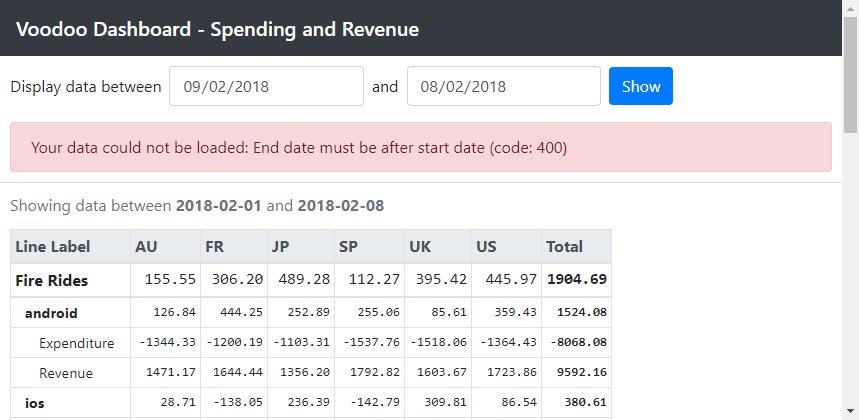 Voodoo Dashboard - Spending and Revenue
Display data between 09/02/2018 and 08/02/2018 Show
Your data could not be loaded: End date must be after start date (code: 400)
Showing data between 2018-02-01 and 2018-02-08
Line Label AU FR JP SP UK US Total
Fire Rides 155.55 306.20 489.28 112.27 395.42 445.97 1904.69
android 126.84 444.25 252.89 255.06 85.61 359.43 1524.08
Expenditure -1344.33 -1200.19 -1103.31 -1537.76 -1518.06 -1364.43 -8068.08
Revenue 1471.17 1644.44 1356.20 1792.82 1603.67 1723.86 9592.16
ios 28.71 -138.05 236.39 -142.79 309.81 86.54 380.61